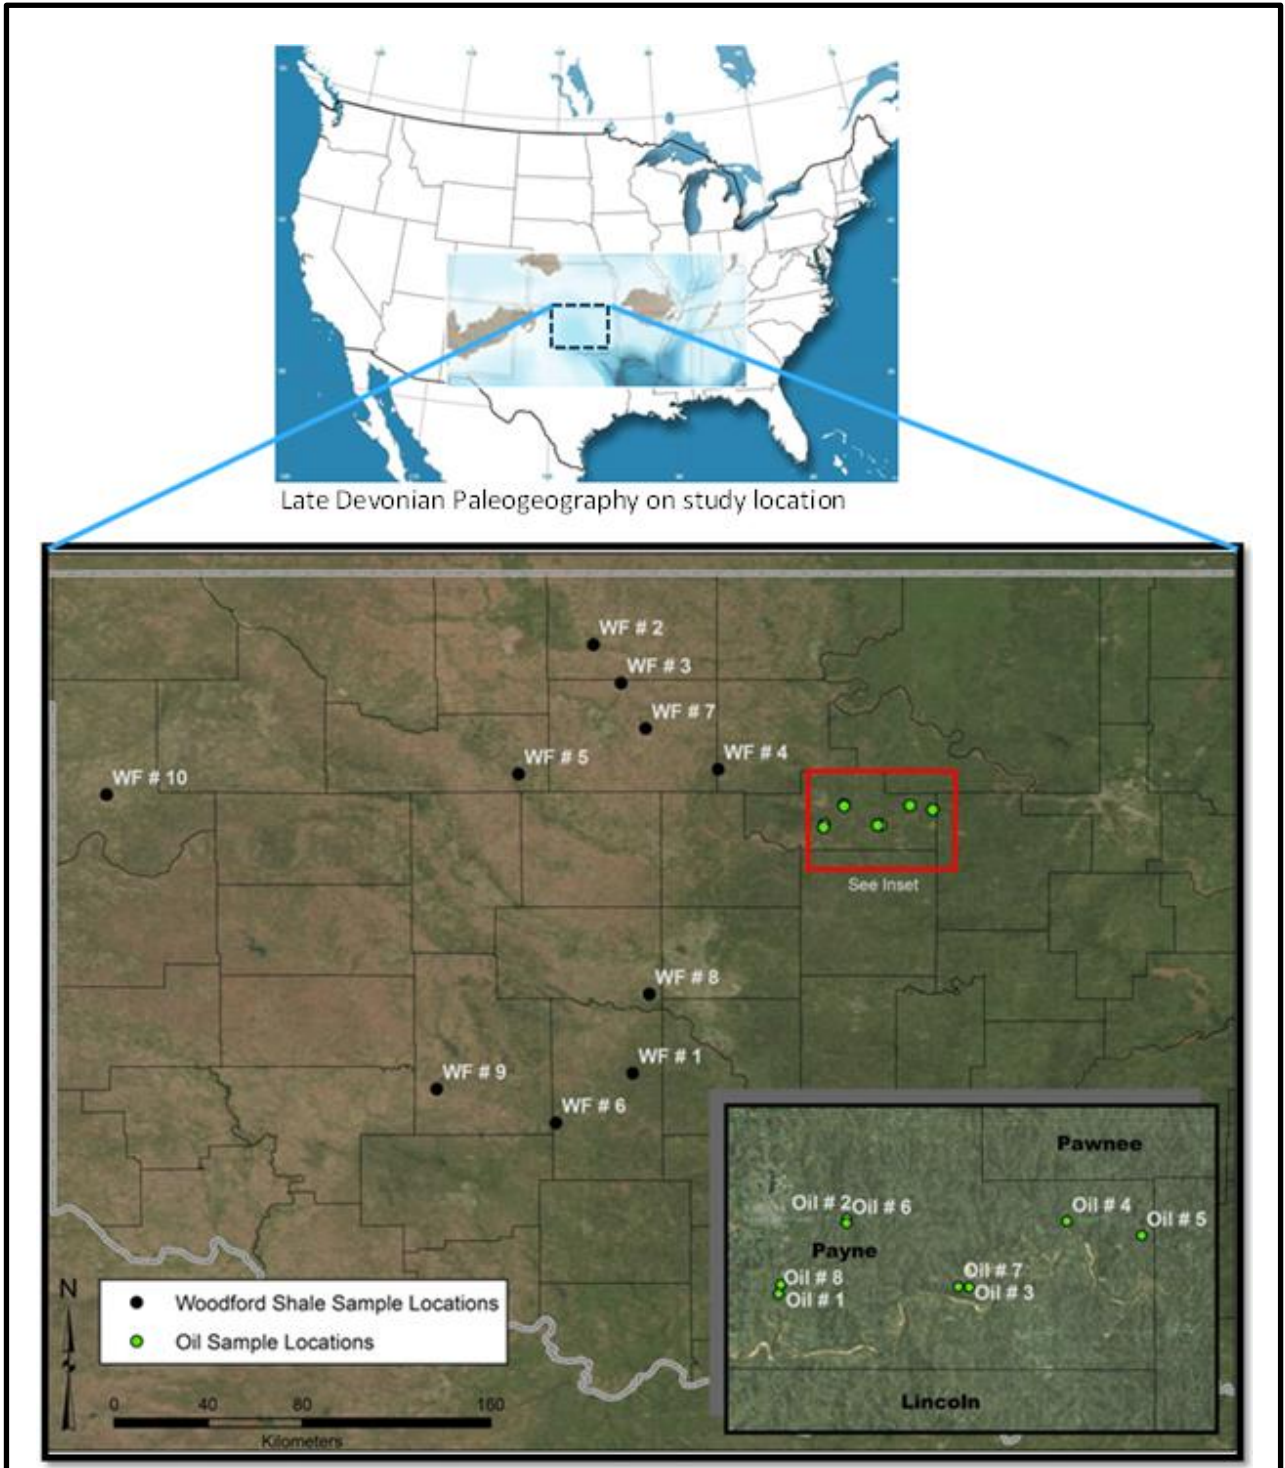 Late Devonian Paleogeography on study location
WF # 2
WF # 3
WF # 7
WF # 5
WF # 4
WF # 10
See Inset
WF # 8
WF # 1
WF # 9
WF # 6
Pawnee
Oil # 2
Oil # 6
Oil # 4
Oil # 5
Payne
Oil # 8
Oil # 7
Oil # 1
Oil # 3
Lincoln
N
Woodford Shale Sample Locations
Oil Sample Locations
0 40 80 160
Kilometers